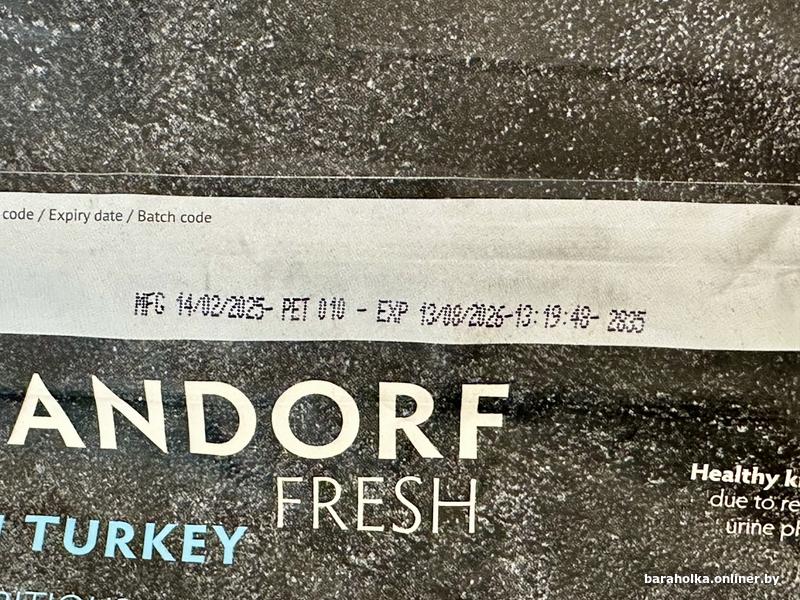 code / Expiry date / Batch code
MFG 14/02/2025- PET 010 - EXP 13/08/2026-13:19:48- 2835
ANDORF
FRESH
TURKEY
Healthy k
due to re
urine ph
baraholka.onliner.by